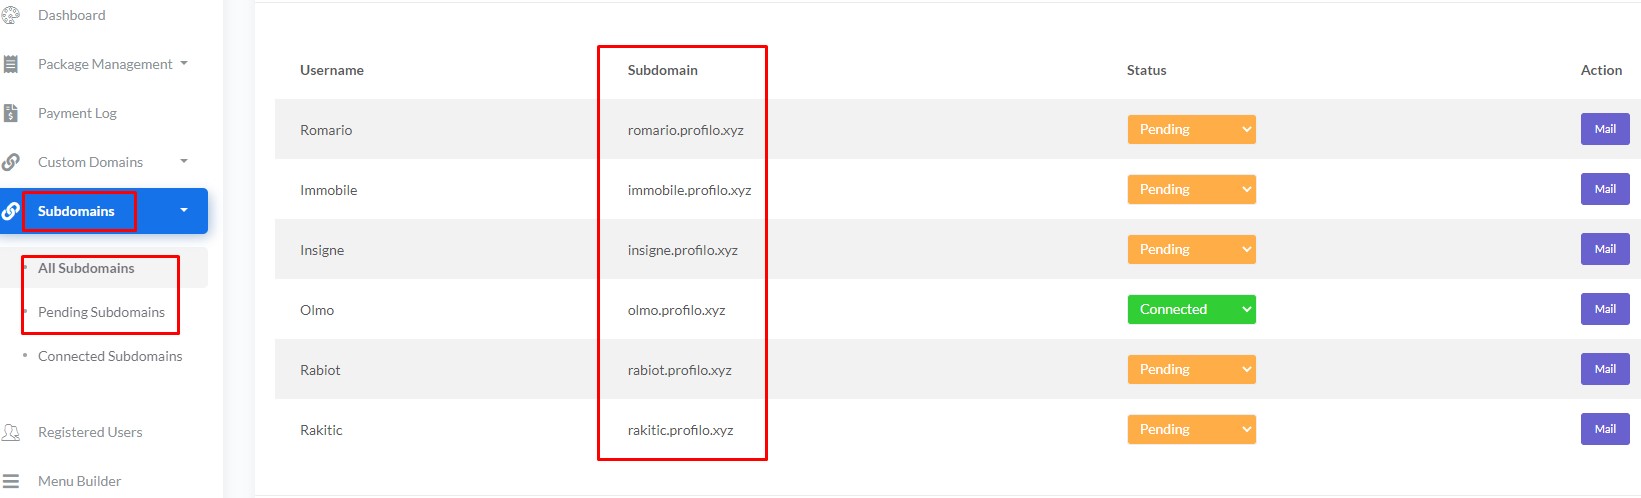 Dashboard
Package Management
Payment Log
Custom Domains
Subdomains
All Subdomains
Pending Subdomains
Connected Subdomains
Registered Users
Menu Builder
Username Subdomain Status Action
Romario romario.profilo.xyz Pending Mail
Immobile immobile.profilo.xyz Pending Mail
Insigne insigne.profilo.xyz Pending Mail
Olmo olmo.profilo.xyz Connected Mail
Rabiot rabiot.profilo.xyz Pending Mail
Rakitic rakitic.profilo.xyz Pending Mail